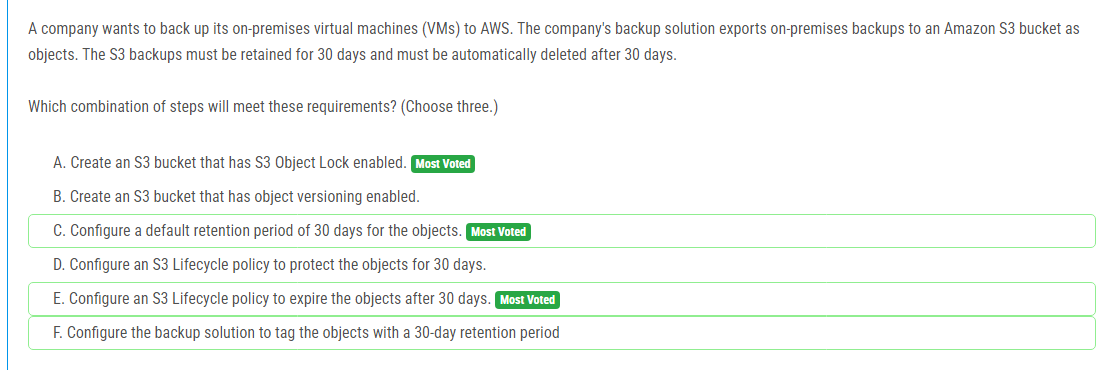 A company wants to back up its on-premises virtual machines (VMs) to AWS. The company's backup solution exports on-premises backups to an Amazon S3 bucket as
objects. The S3 backups must be retained for 30 days and must be automatically deleted after 30 days.
Which combination of steps will meet these requirements? (Choose three.)
A. Create an S3 bucket that has S3 Object Lock enabled. Most Voted
B. Create an S3 bucket that has object versioning enabled.
C. Configure a default retention period of 30 days for the objects. Most Voted
D. Configure an S3 Lifecycle policy to protect the objects for 30 days.
E. Configure an S3 Lifecycle policy to expire the objects after 30 days. Most Voted
F. Configure the backup solution to tag the objects with a 30-day retention period